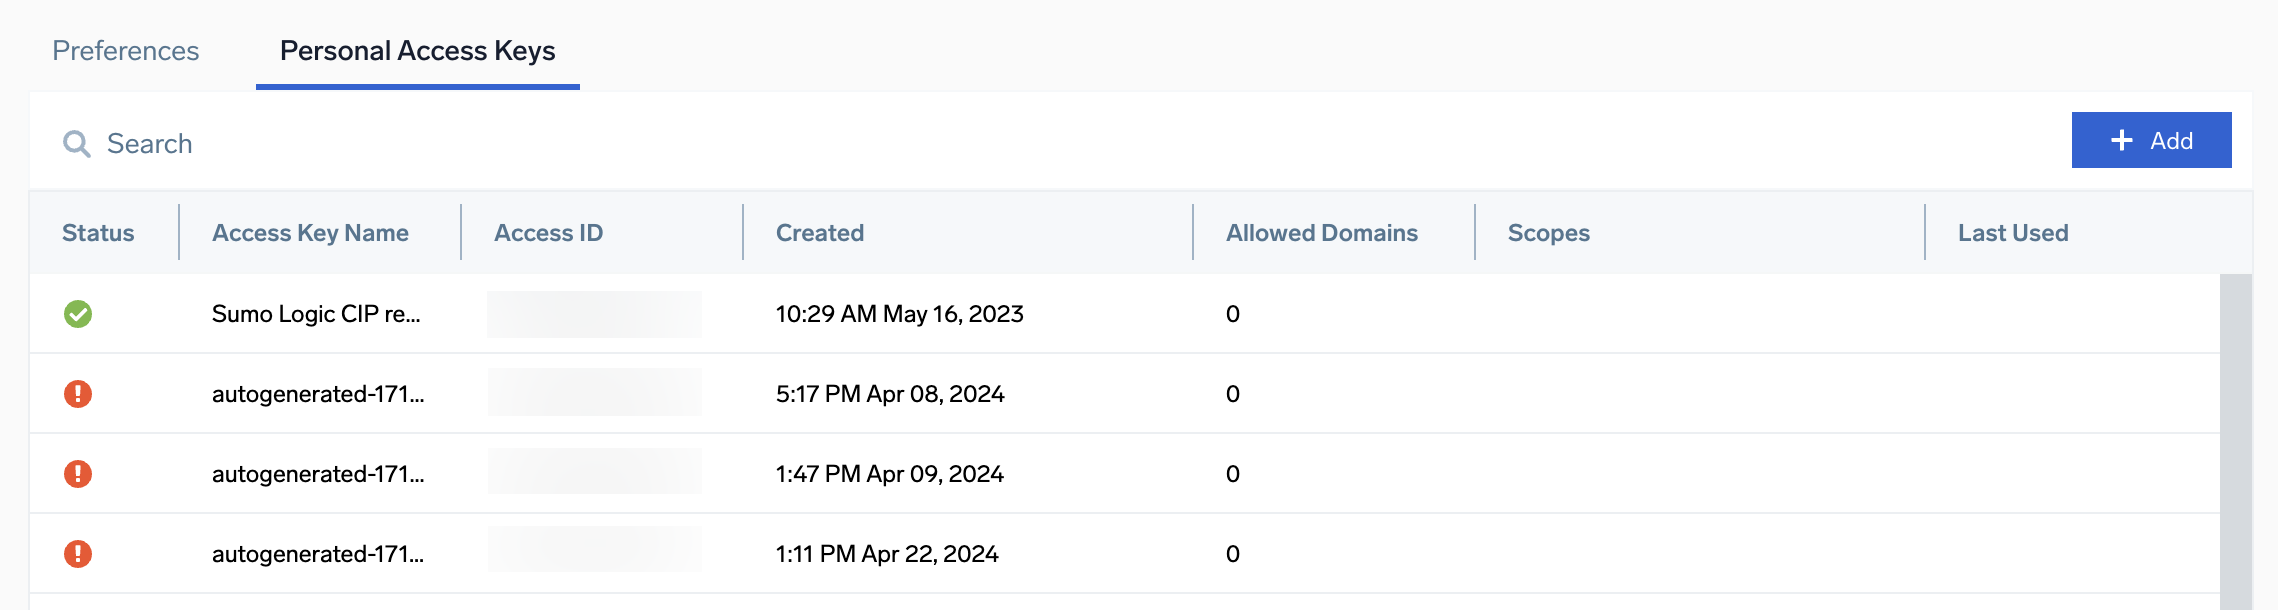 Preferences Personal Access Keys
Search + Add
Status Access Key Name Access ID Created Allowed Domains Scopes Last Used
Sumo Logic CIP re... 10:29 AM May 16, 2023 0
autogenerated-171... 5:17 PM Apr 08, 2024 0
autogenerated-171... 1:47 PM Apr 09, 2024 0
autogenerated-171... 1:11 PM Apr 22, 2024 0